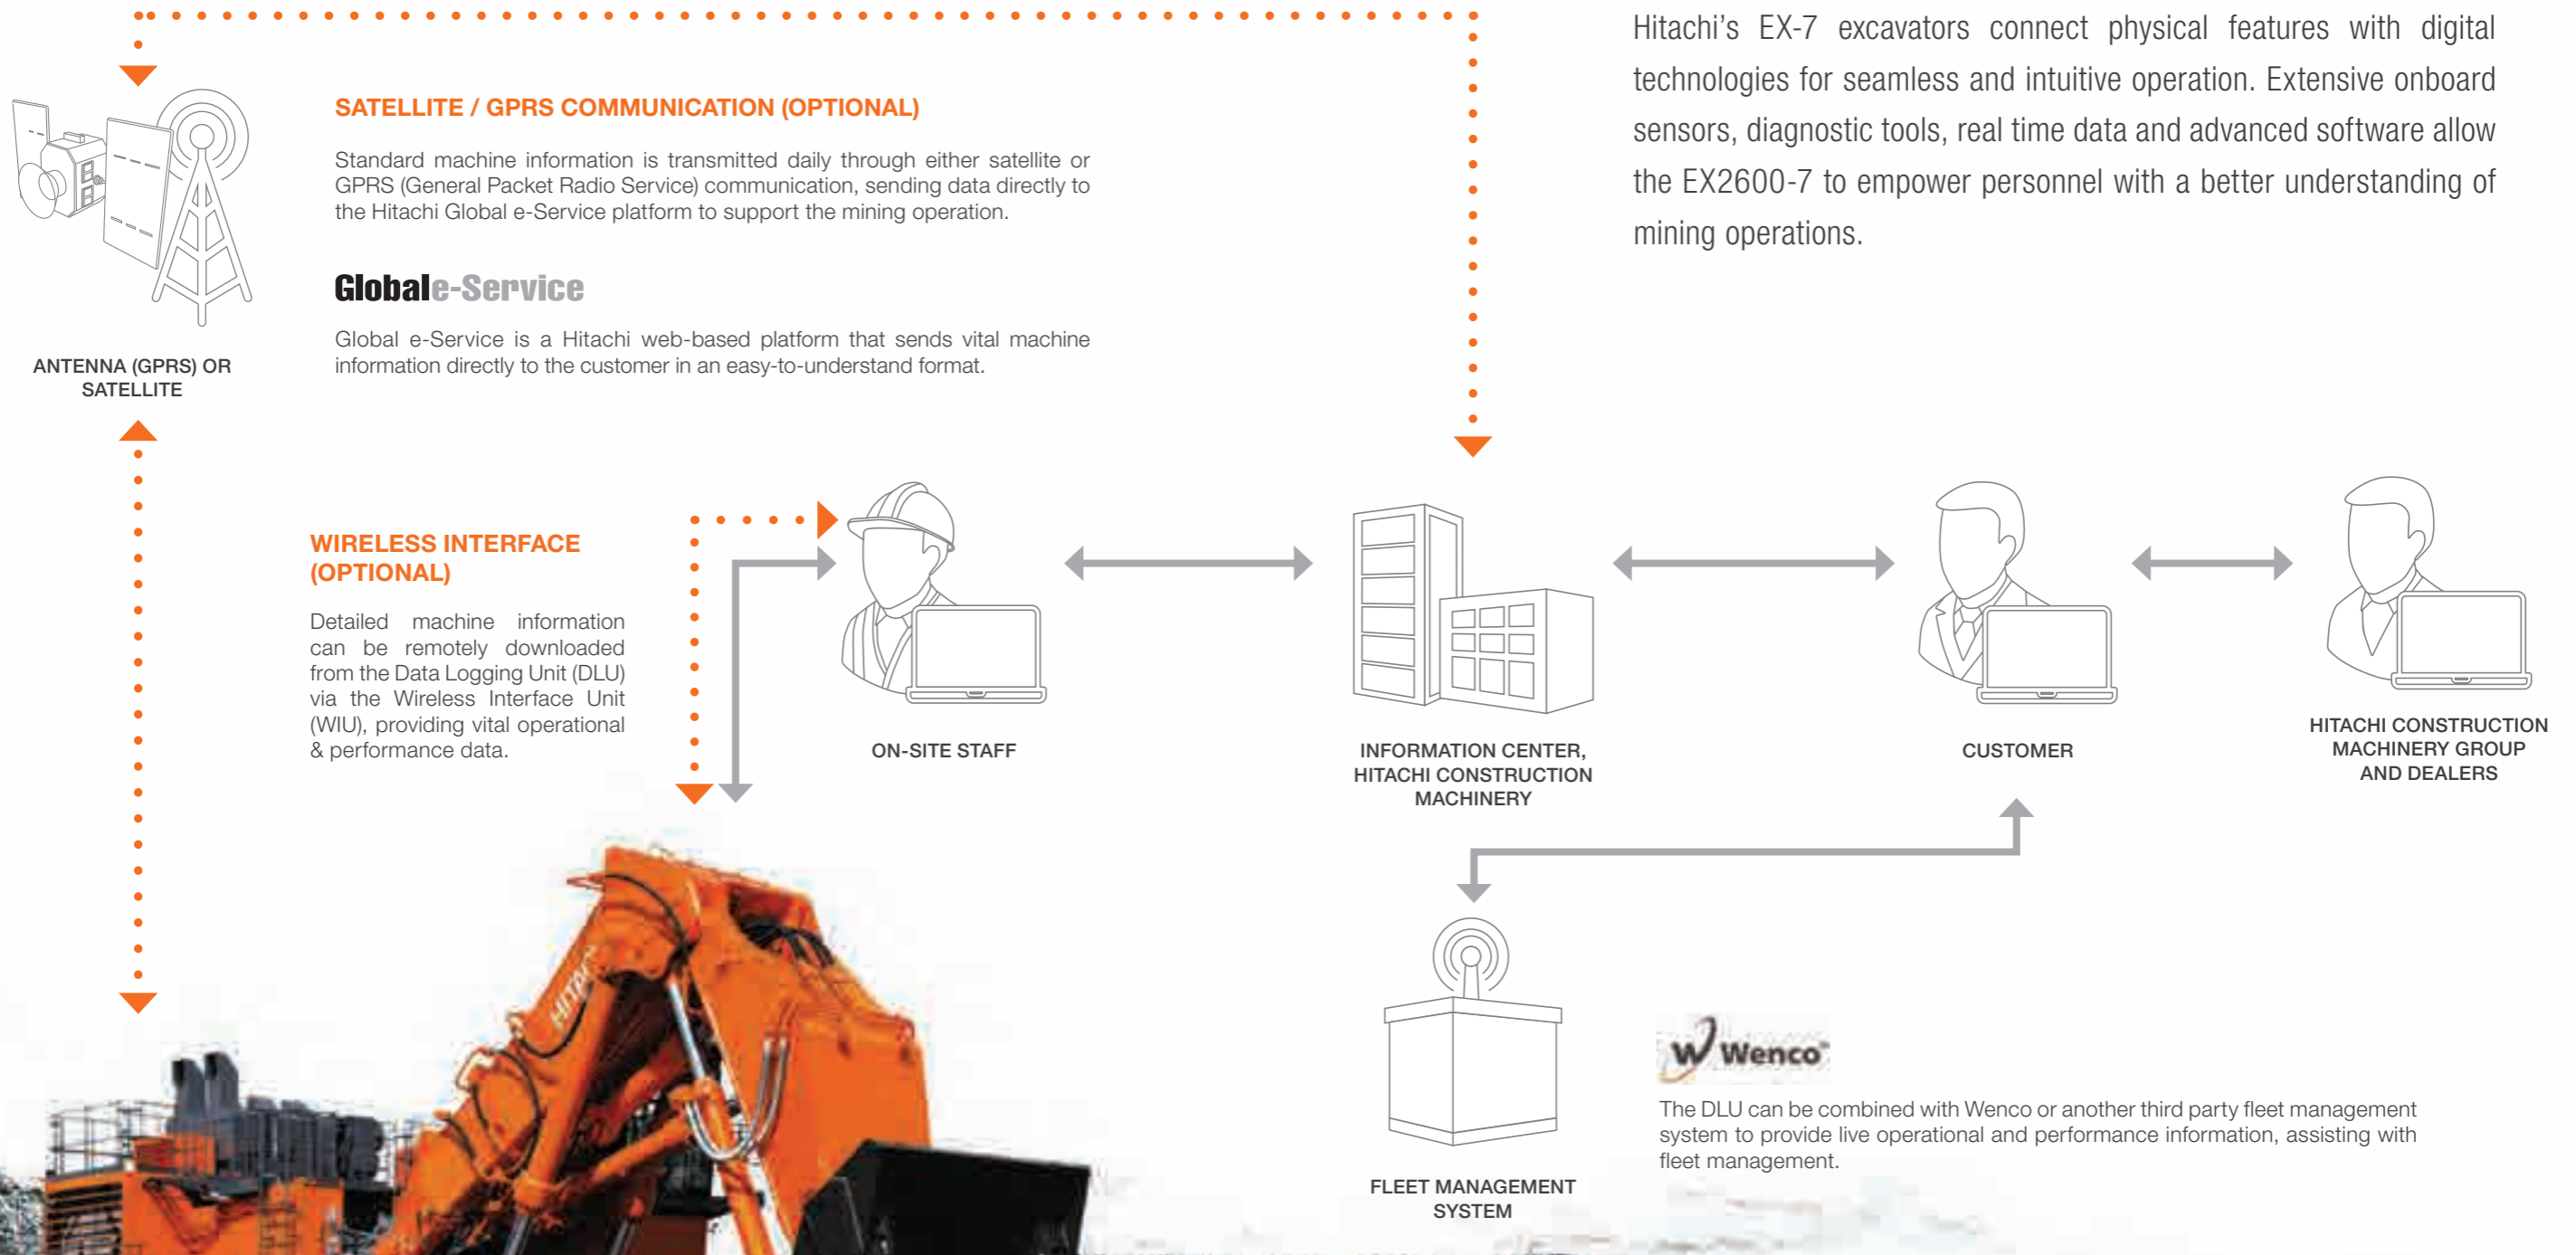 Hitachi's EX-7 excavators connect physical features with digital
technologies for seamless and intuitive operation. Extensive onboard
sensors, diagnostic tools, real time data and advanced software allow
the EX2600-7 to empower personnel with a better understanding of
mining operations.
SATELLITE / GPRS COMMUNICATION (OPTIONAL)
Standard machine information is transmitted daily through either satellite or
GPRS (General Packet Radio Service) communication, sending data directly to
the Hitachi Global e-Service platform to support the mining operation.
Globale-Service
Global e-Service is a Hitachi web-based platform that sends vital machine
information directly to the customer in an easy-to-understand format.
ANTENNA (GPRS) OR
SATELLITE
WIRELESS INTERFACE
(OPTIONAL)
Detailed machine information
can be remotely downloaded
from the Data Logging Unit (DLU)
via the Wireless Interface Unit
(WIU), providing vital operational
& performance data.
ON-SITE STAFF
INFORMATION CENTER,
HITACHI CONSTRUCTION
MACHINERY
CUSTOMER
HITACHI CONSTRUCTION
MACHINERY GROUP
AND DEALERS
HITACHI
W Wenco™
The DLU can be combined with Wenco or another third party fleet management
system to provide live operational and performance information, assisting with
fleet management.
FLEET MANAGEMENT
SYSTEM